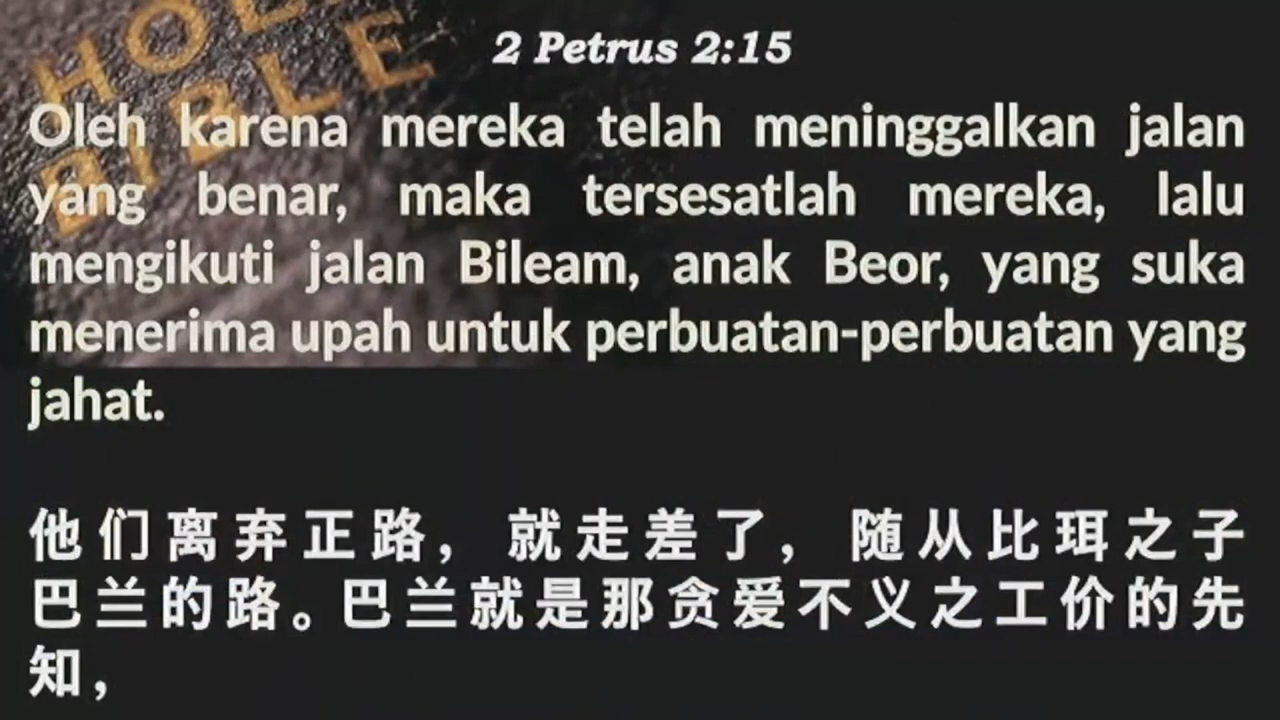 HOLY
BIBLE
2 Petrus 2:15
Oleh karena mereka telah meninggalkan jalan
yang benar, maka tersesatlah mereka, lalu
mengikuti jalan Bileam, anak Beor, yang suka
menerima upah untuk perbuatan-perbuatan yang
jahat.
他们离弃正路，就走差了，随从比珥之子
巴兰的路。巴兰就是那贪爱不义之工价的先
知，